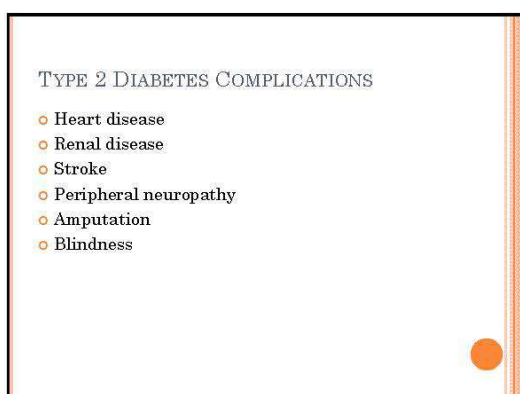 TYPE 2 DIABETES COMPLICATIONS
Heart disease
Renal disease
Stroke
Peripheral neuropathy
Amputation
Blindness